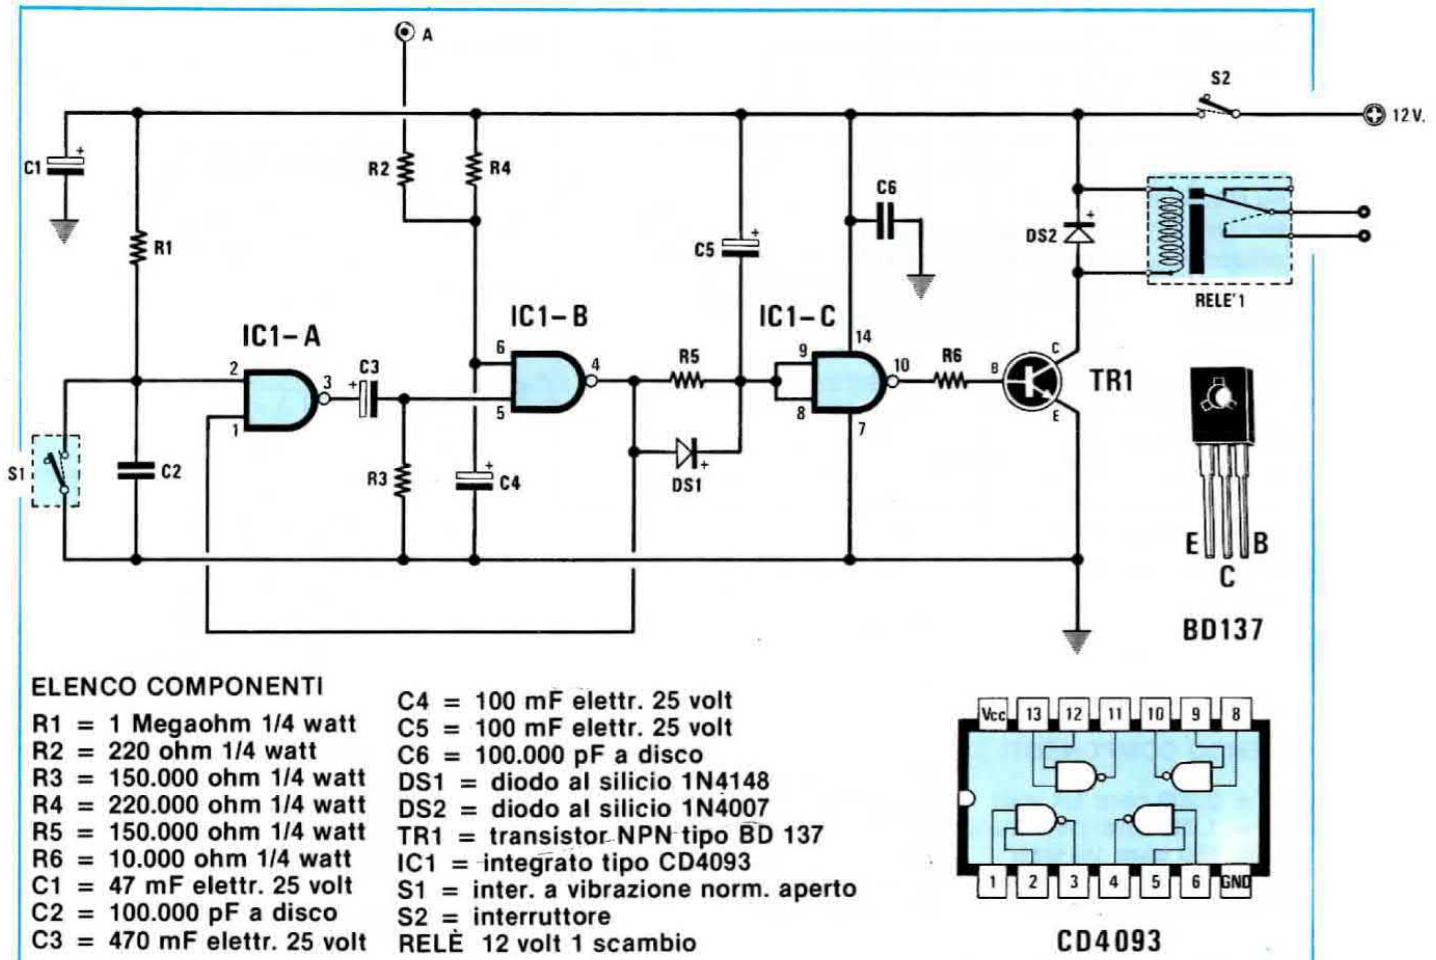 A
S2
12 V.
C1
+
R2
R4
C6
R1
C5
+
DS2
+
RELE'1
IC1-A
IC1-B
IC1-C
2
3
1
+
C3
6
4
5
R5
9
8
14
10
7
R6
B
C
E
TR1
S1
C2
R3
+
C4
DS1
+
E
B
C
BD137
ELENCO COMPONENTI
R1 = 1 Megaohm 1/4 watt
R2 = 220 ohm 1/4 watt
R3 = 150.000 ohm 1/4 watt
R4 = 220.000 ohm 1/4 watt
R5 = 150.000 ohm 1/4 watt
R6 = 10.000 ohm 1/4 watt
C1 = 47 mF elettr. 25 volt
C2 = 100.000 pF a disco
C3 = 470 mF elettr. 25 volt
C4 = 100 mF elettr. 25 volt
C5 = 100 mF elettr. 25 volt
C6 = 100.000 pF a disco
DS1 = diodo al silicio 1N4148
DS2 = diodo al silicio 1N4007
TR1 = transistor NPN tipo BD 137
IC1 = integrato tipo CD4093
S1 = inter. a vibrazione norm. aperto
S2 = interruttore
RELÈ 12 volt 1 scambio
Vcc 13 12 11 10 9 8
1 2 3 4 5 6 GND
CD4093